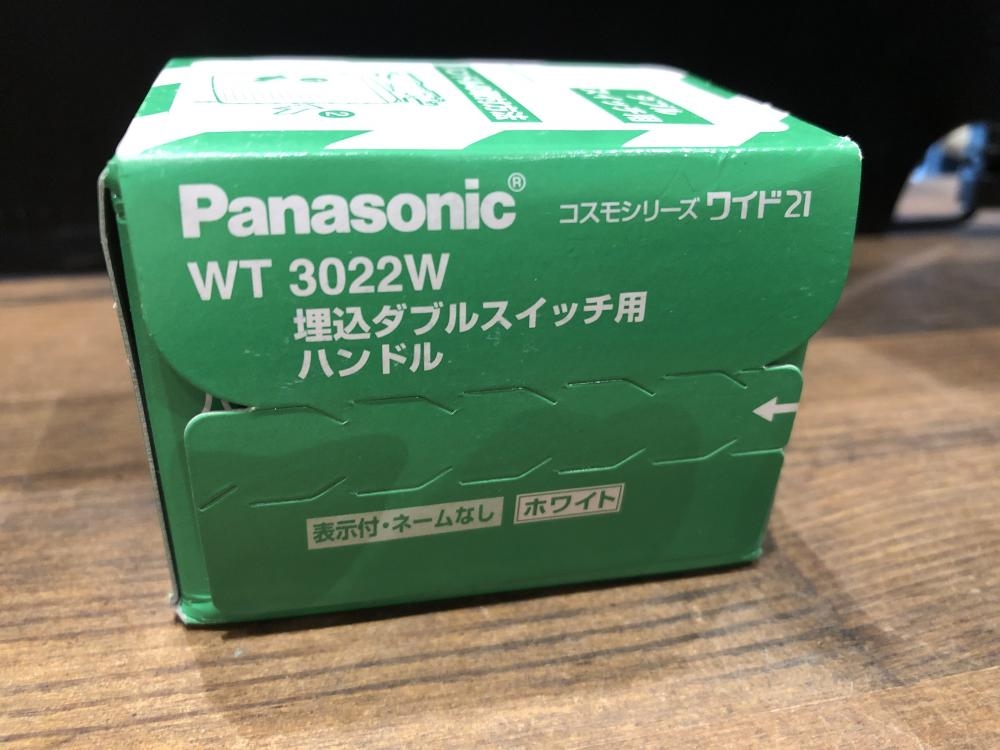 Panasonic®
コスモシリーズ ワイド21
WT 3022W
埋込ダブルスイッチ用
ハンドル
表示付・ネームなし
ホワイト